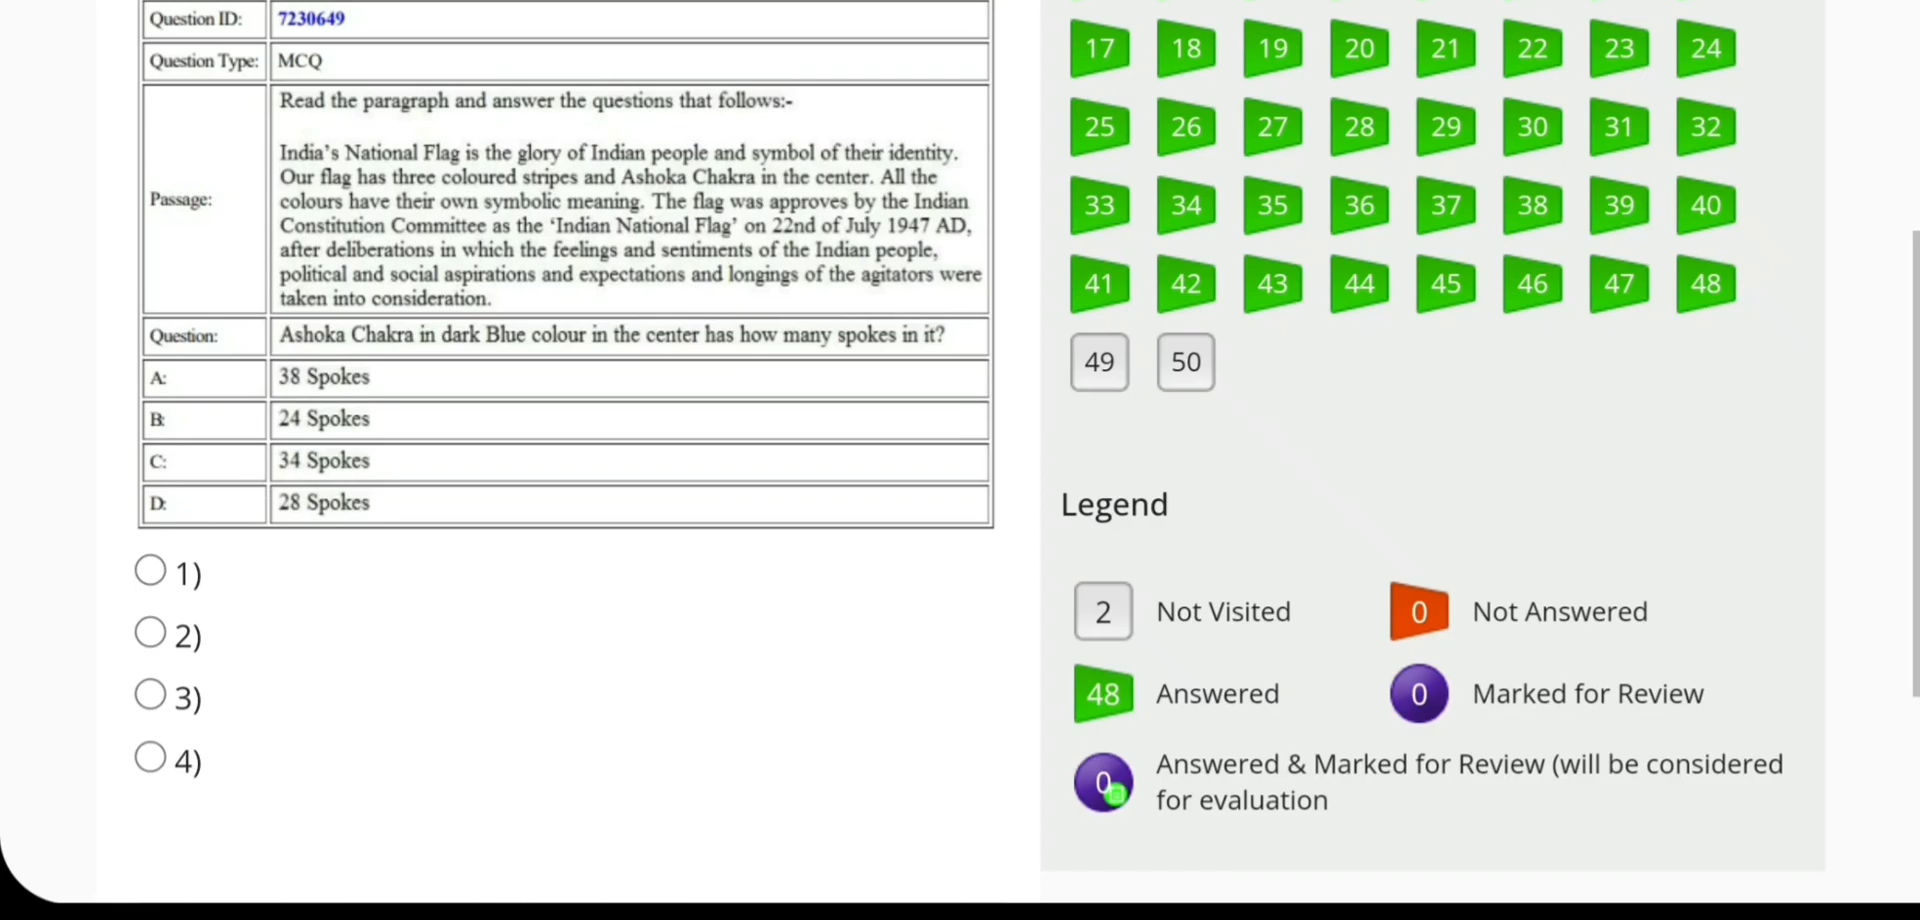 Question ID: 7230649
Question Type: MCQ
Passage:
Read the paragraph and answer the questions that follows:-
India's National Flag is the glory of Indian people and symbol of their identity.
Our flag has three coloured stripes and Ashoka Chakra in the center. All the
colours have their own symbolic meaning. The flag was approves by the Indian
Constitution Committee as the 'Indian National Flag' on 22nd of July 1947 AD,
after deliberations in which the feelings and sentiments of the Indian people,
political and social aspirations and expectations and longings of the agitators were
taken into consideration.
Question: Ashoka Chakra in dark Blue colour in the center has how many spokes in it?
A: 38 Spokes
B: 24 Spokes
C: 34 Spokes
D: 28 Spokes
1)
2)
3)
4)
17 18 19 20 21 22 23 24
25 26 27 28 29 30 31 32
33 34 35 36 37 38 39 40
41 42 43 44 45 46 47 48
49 50
Legend
2 Not Visited 0 Not Answered
48 Answered 0 Marked for Review
0 Answered & Marked for Review (will be considered
for evaluation